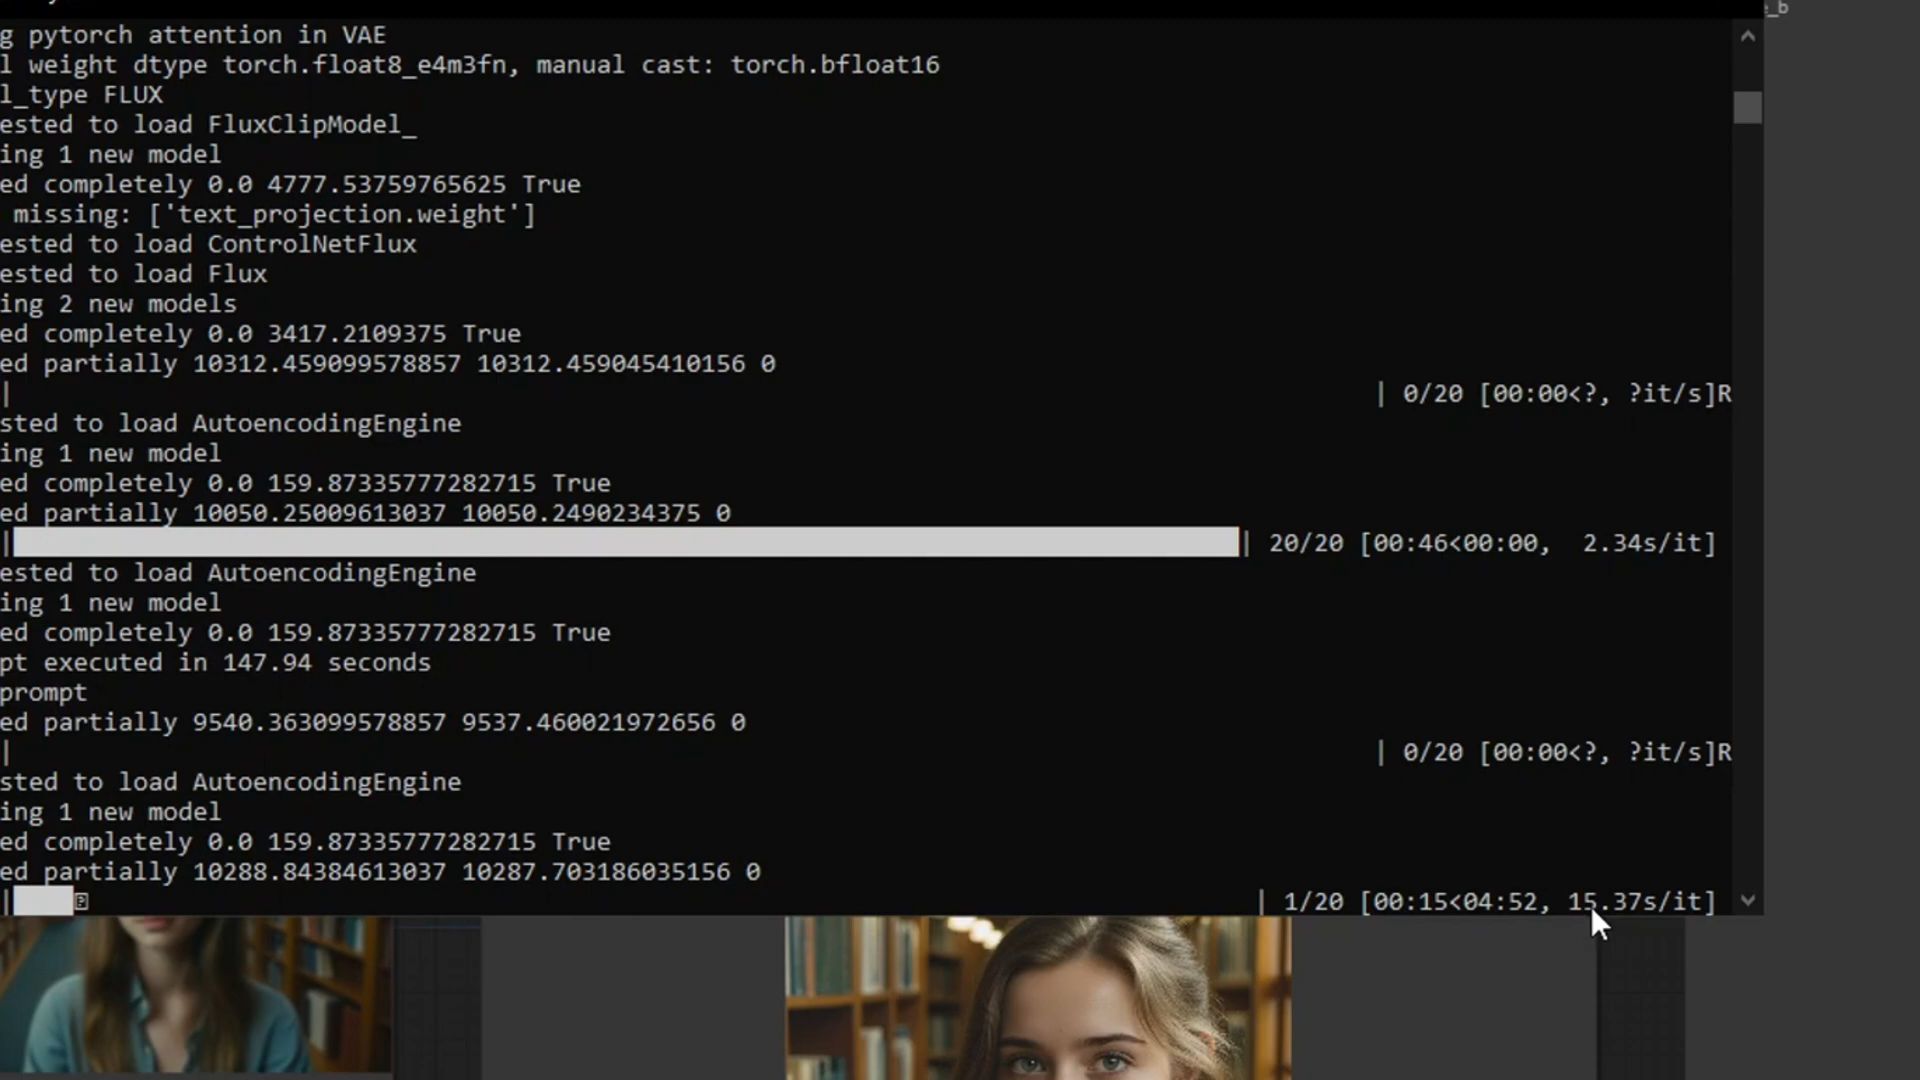 e_b
g pytorch attention in VAE
l weight dtype torch.float8_e4m3fn, manual cast: torch.bfloat16
l_type FLUX
ested to load FluxClipModel_
ing 1 new model
ed completely 0.0 4777.53759765625 True
missing: ['text_projection.weight']
ested to load ControlNetFlux
ested to load Flux
ing 2 new models
ed completely 0.0 3417.2109375 True
ed partially 10312.459099578857 10312.459045410156 0
| | 0/20 [00:00<?, ?it/s]R
sted to load AutoencodingEngine
ing 1 new model
ed completely 0.0 159.87335777282715 True
ed partially 10050.25009613037 10050.2490234375 0
| | 20/20 [00:46<00:00, 2.34s/it]
ested to load AutoencodingEngine
ing 1 new model
ed completely 0.0 159.87335777282715 True
pt executed in 147.94 seconds
prompt
ed partially 9540.363099578857 9537.460021972656 0
| | 0/20 [00:00<?, ?it/s]R
sted to load AutoencodingEngine
ing 1 new model
ed completely 0.0 159.87335777282715 True
ed partially 10288.84384613037 10287.703186035156 0
| | 1/20 [00:15<04:52, 15.37s/it]